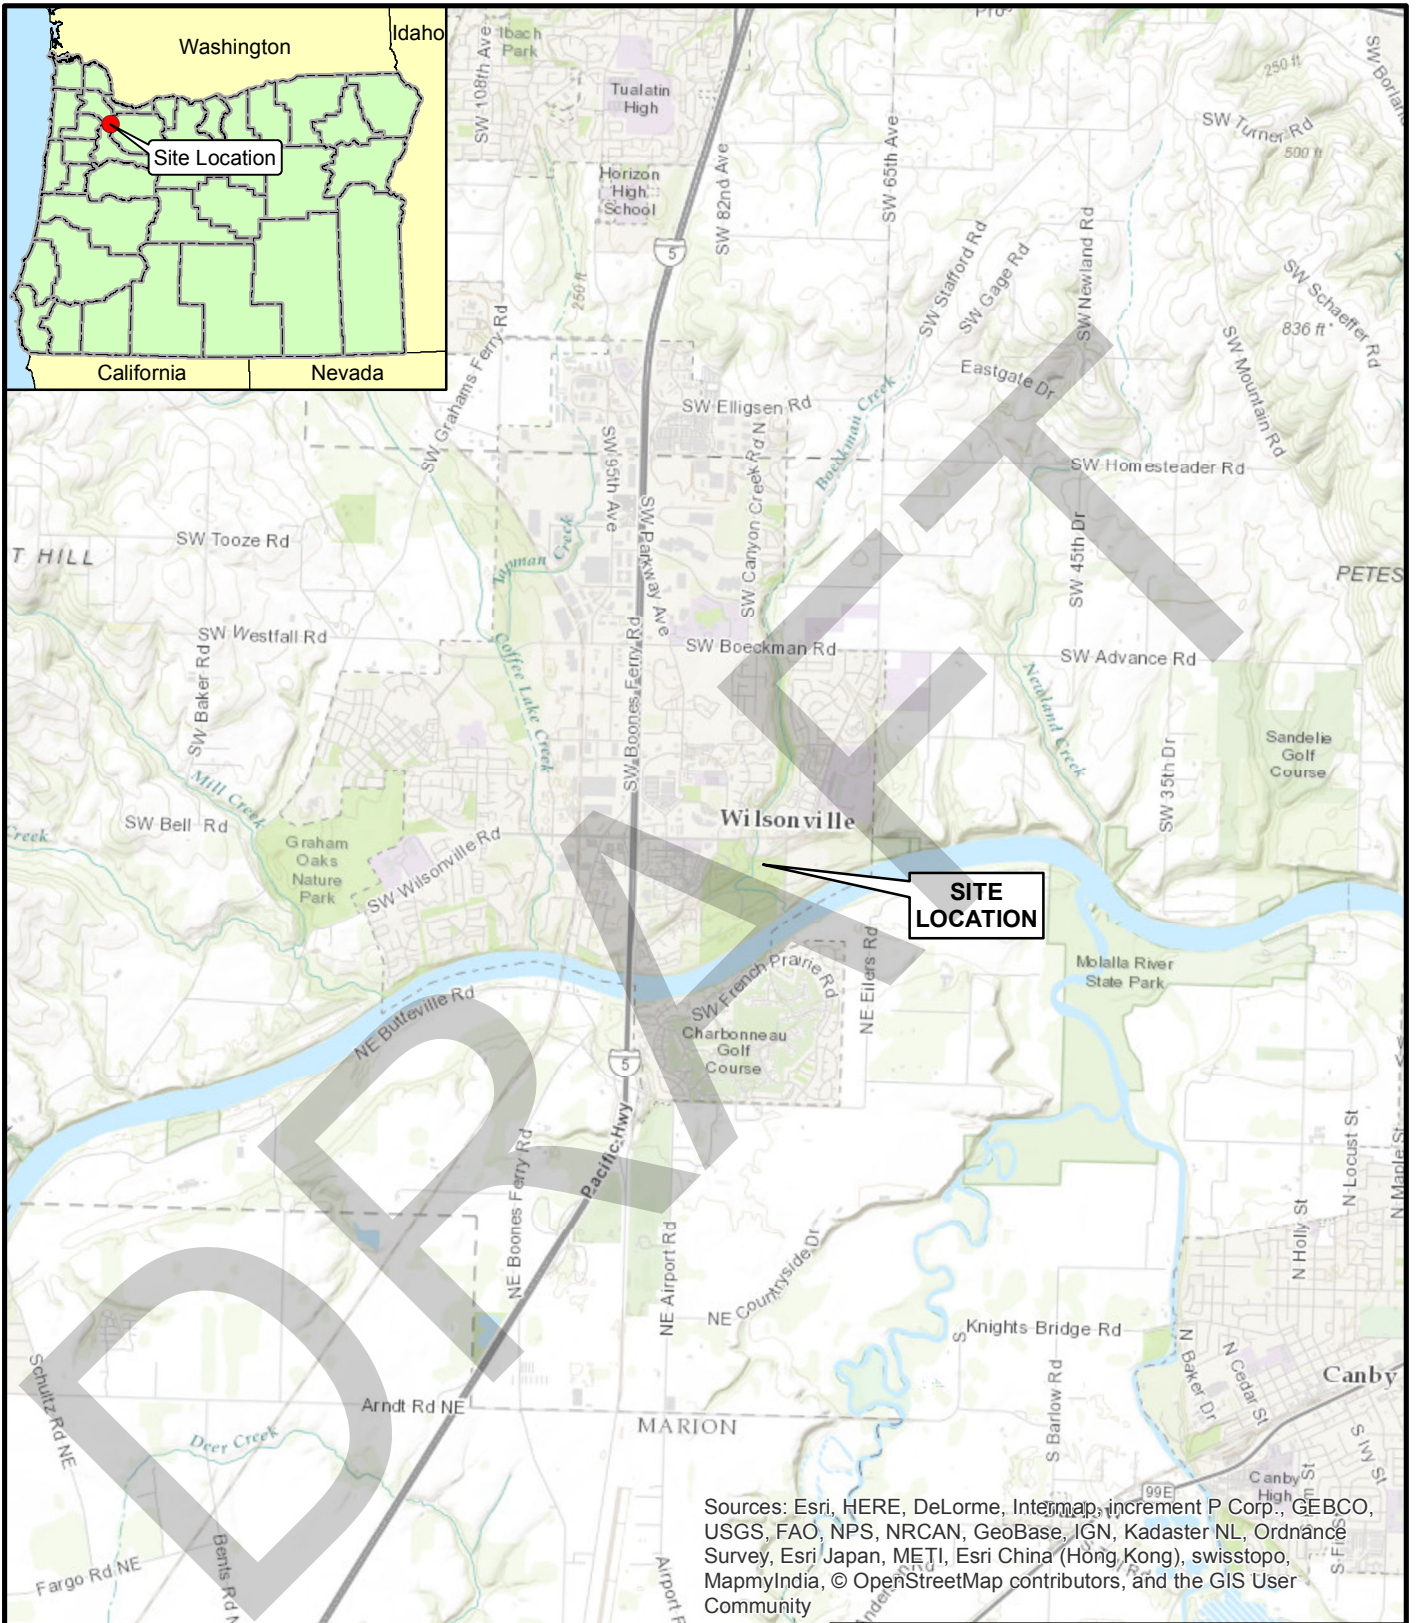 Washington
Idaho
Site Location
California
Nevada
Ibach
Park
SW 108th Ave
Tualatin
High
Horizon
High
School
SW 82nd Ave
SW 65th Ave
5
250 ft
SW Turner Rd
500 ft
250 ft
SW Stafford Rd
SW Gage Rd
SW Newland Rd
SW Schaeffer Rd
836 ft
SW Mountain Rd
SW Grahams Ferry Rd
Eastgate Dr
SW Elligsen Rd
Boeckman Creek
SW 95th Ave
SW Parkway Ave
SW Canyon Creek Rd N
SW Homesteader Rd
SW 45th Dr
SW Tooze Rd
T HILL
Tapman Creek
PETES
SW Westfall Rd
SW Baker Rd
Coffee Lake Creek
SW Boones Ferry Rd
SW Boeckman Rd
SW Advance Rd
Newland Creek
SW 35th Dr
Sandelie
Golf
Course
Mill Creek
SW Bell Rd
Creek
Graham
Oaks
Nature
Park
SW Wilsonville Rd
Wilsonville
SITE
LOCATION
NE Eilers Rd
Molalla River
State Park
SW French Prairie Rd
Charbonneau
Golf
Course
NE Butteville Rd
5
Pacific Hwy
NE Boones Ferry Rd
NE Airport Rd
NE Countryside Dr
N Locust St
N Maple St
N Holly St
S Knights Bridge Rd
N Baker Dr
N Cedar St
Canby
S Barlow Rd
S Ivy St
Schultz Rd NE
Arndt Rd NE
MARION
Deer Creek
99E
Canby
High
Fargo Rd NE
DRAFT
Sources: Esri, HERE, DeLorme, Intermap, increment P Corp., GEBCO,
USGS, FAO, NPS, NRCAN, GeoBase, IGN, Kadaster NL, Ordnance
Survey, Esri Japan, METI, Esri China (Hong Kong), swisstopo,
MapmyIndia, © OpenStreetMap contributors, and the GIS User
Community